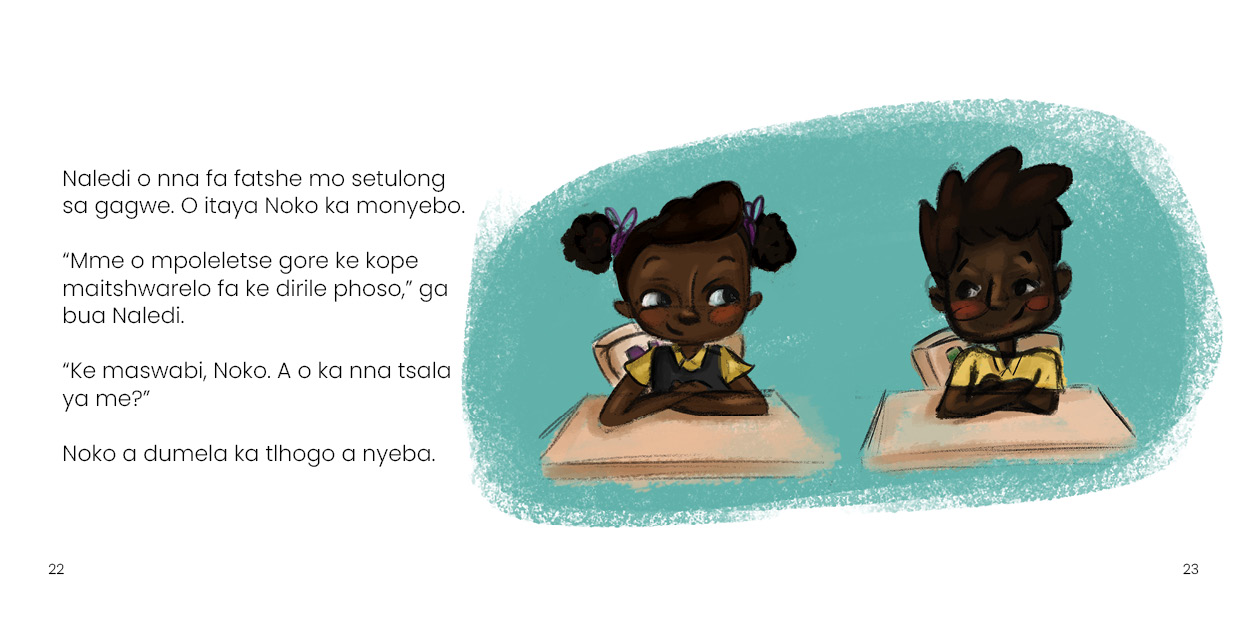 Naledi o nna fa fatshe mo setulong
sa gagwe. O itaya Noko ka monyebo.
“Mme o mpoleletse gore ke kope
maitshwarelo fa ke dirile phoso,” ga
bua Naledi.
“Ke maswabi, Noko. A o ka nna tsala
ya me?”
Noko a dumela ka tlhogo a nyeba.
22
23